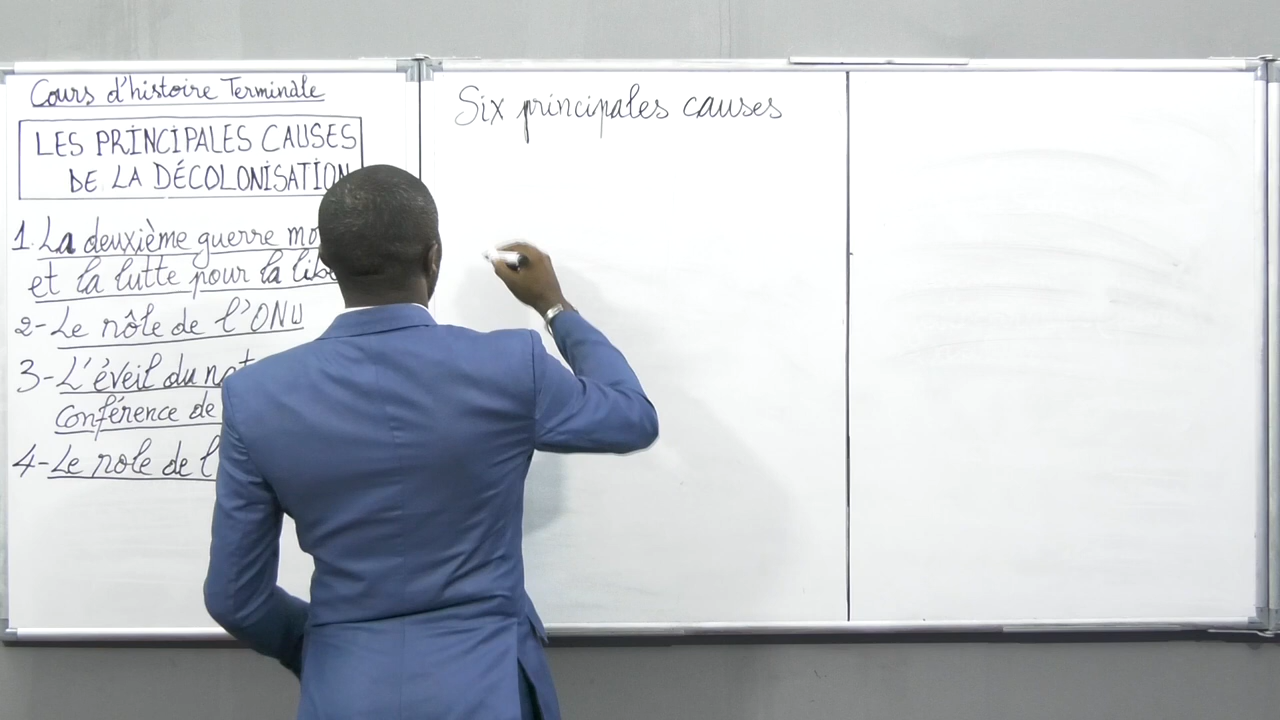 Cours d'histoire Terminale
LES PRINCIPALES CAUSES
DE LA DÉCOLONISATION
1. La deuxième guerre
et la lutte pour la
2- Le rôle de l'ONU
3- L'éveil du
conférence de
4- Le role de
Six principales causes